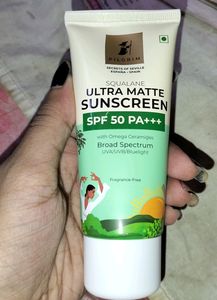 PILGRIM
SECRETS OF SEVILLE
ESPAÑA • SPAIN
SQUALANE
ULTRA MATTE
SUNSCREEN
SPF 50 PA+++
with Omega Ceramides
Broad Spectrum
UVA/UVB/Bluelight
Fragrance Free